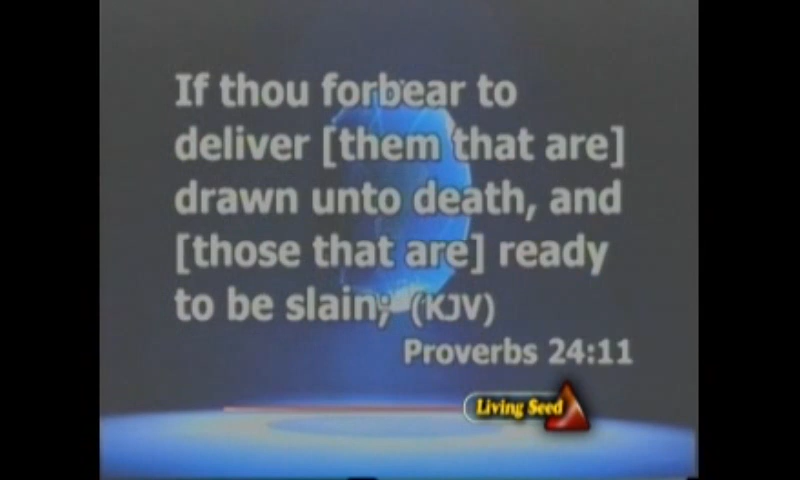 If thou forbear to
deliver [them that are]
drawn unto death, and
[those that are] ready
to be slain; (KJV)
Proverbs 24:11
Living Seed